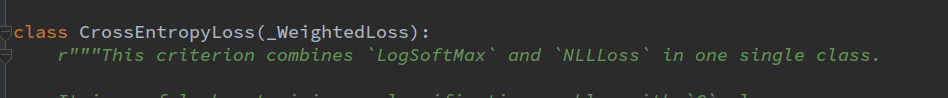 class CrossEntropyLoss(_WeightedLoss):
r"""This criterion combines `LogSoftMax` and `NLLLoss` in one single class.